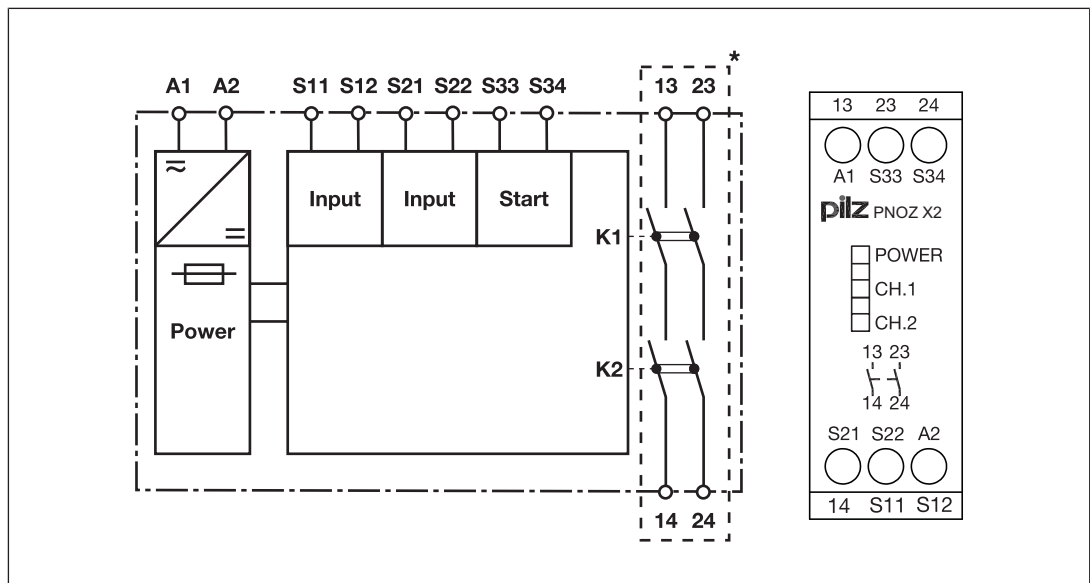 A1 A2 S11 S12 S21 S22 S33 S34 13 23 *
Input Input Start
K1
Power
K2
14 24
13 23 24
A1 S33 S34
pilz PNOZ X2
POWER
CH.1
CH.2
13 23
14 24
S21 S22 A2
14 S11 S12